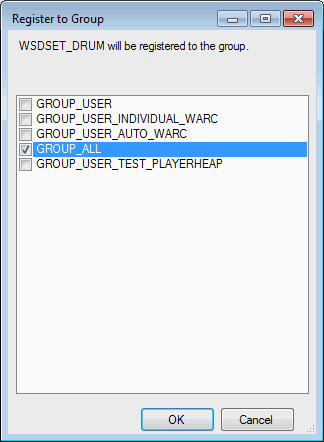 Register to Group
WSDSET_DRUM will be registered to the group.
GROUP_USER
GROUP_USER_INDIVIDUAL_WARC
GROUP_USER_AUTO_WARC
GROUP_ALL
GROUP_USER_TEST_PLAYERHEAP
OK
Cancel